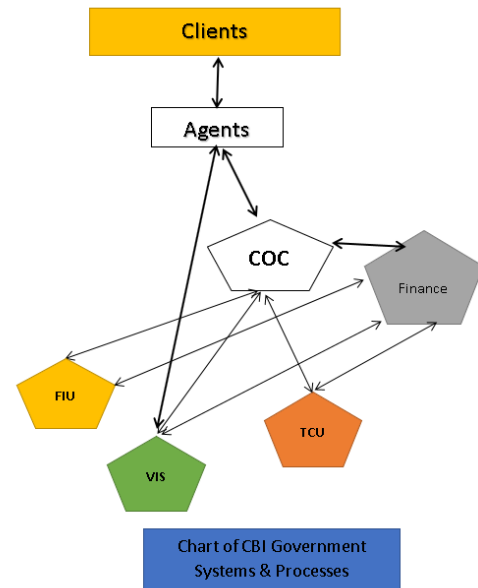 Clients
Agents
COC
Finance
FIU
TCU
VIS
Chart of CBI Government
Systems & Processes